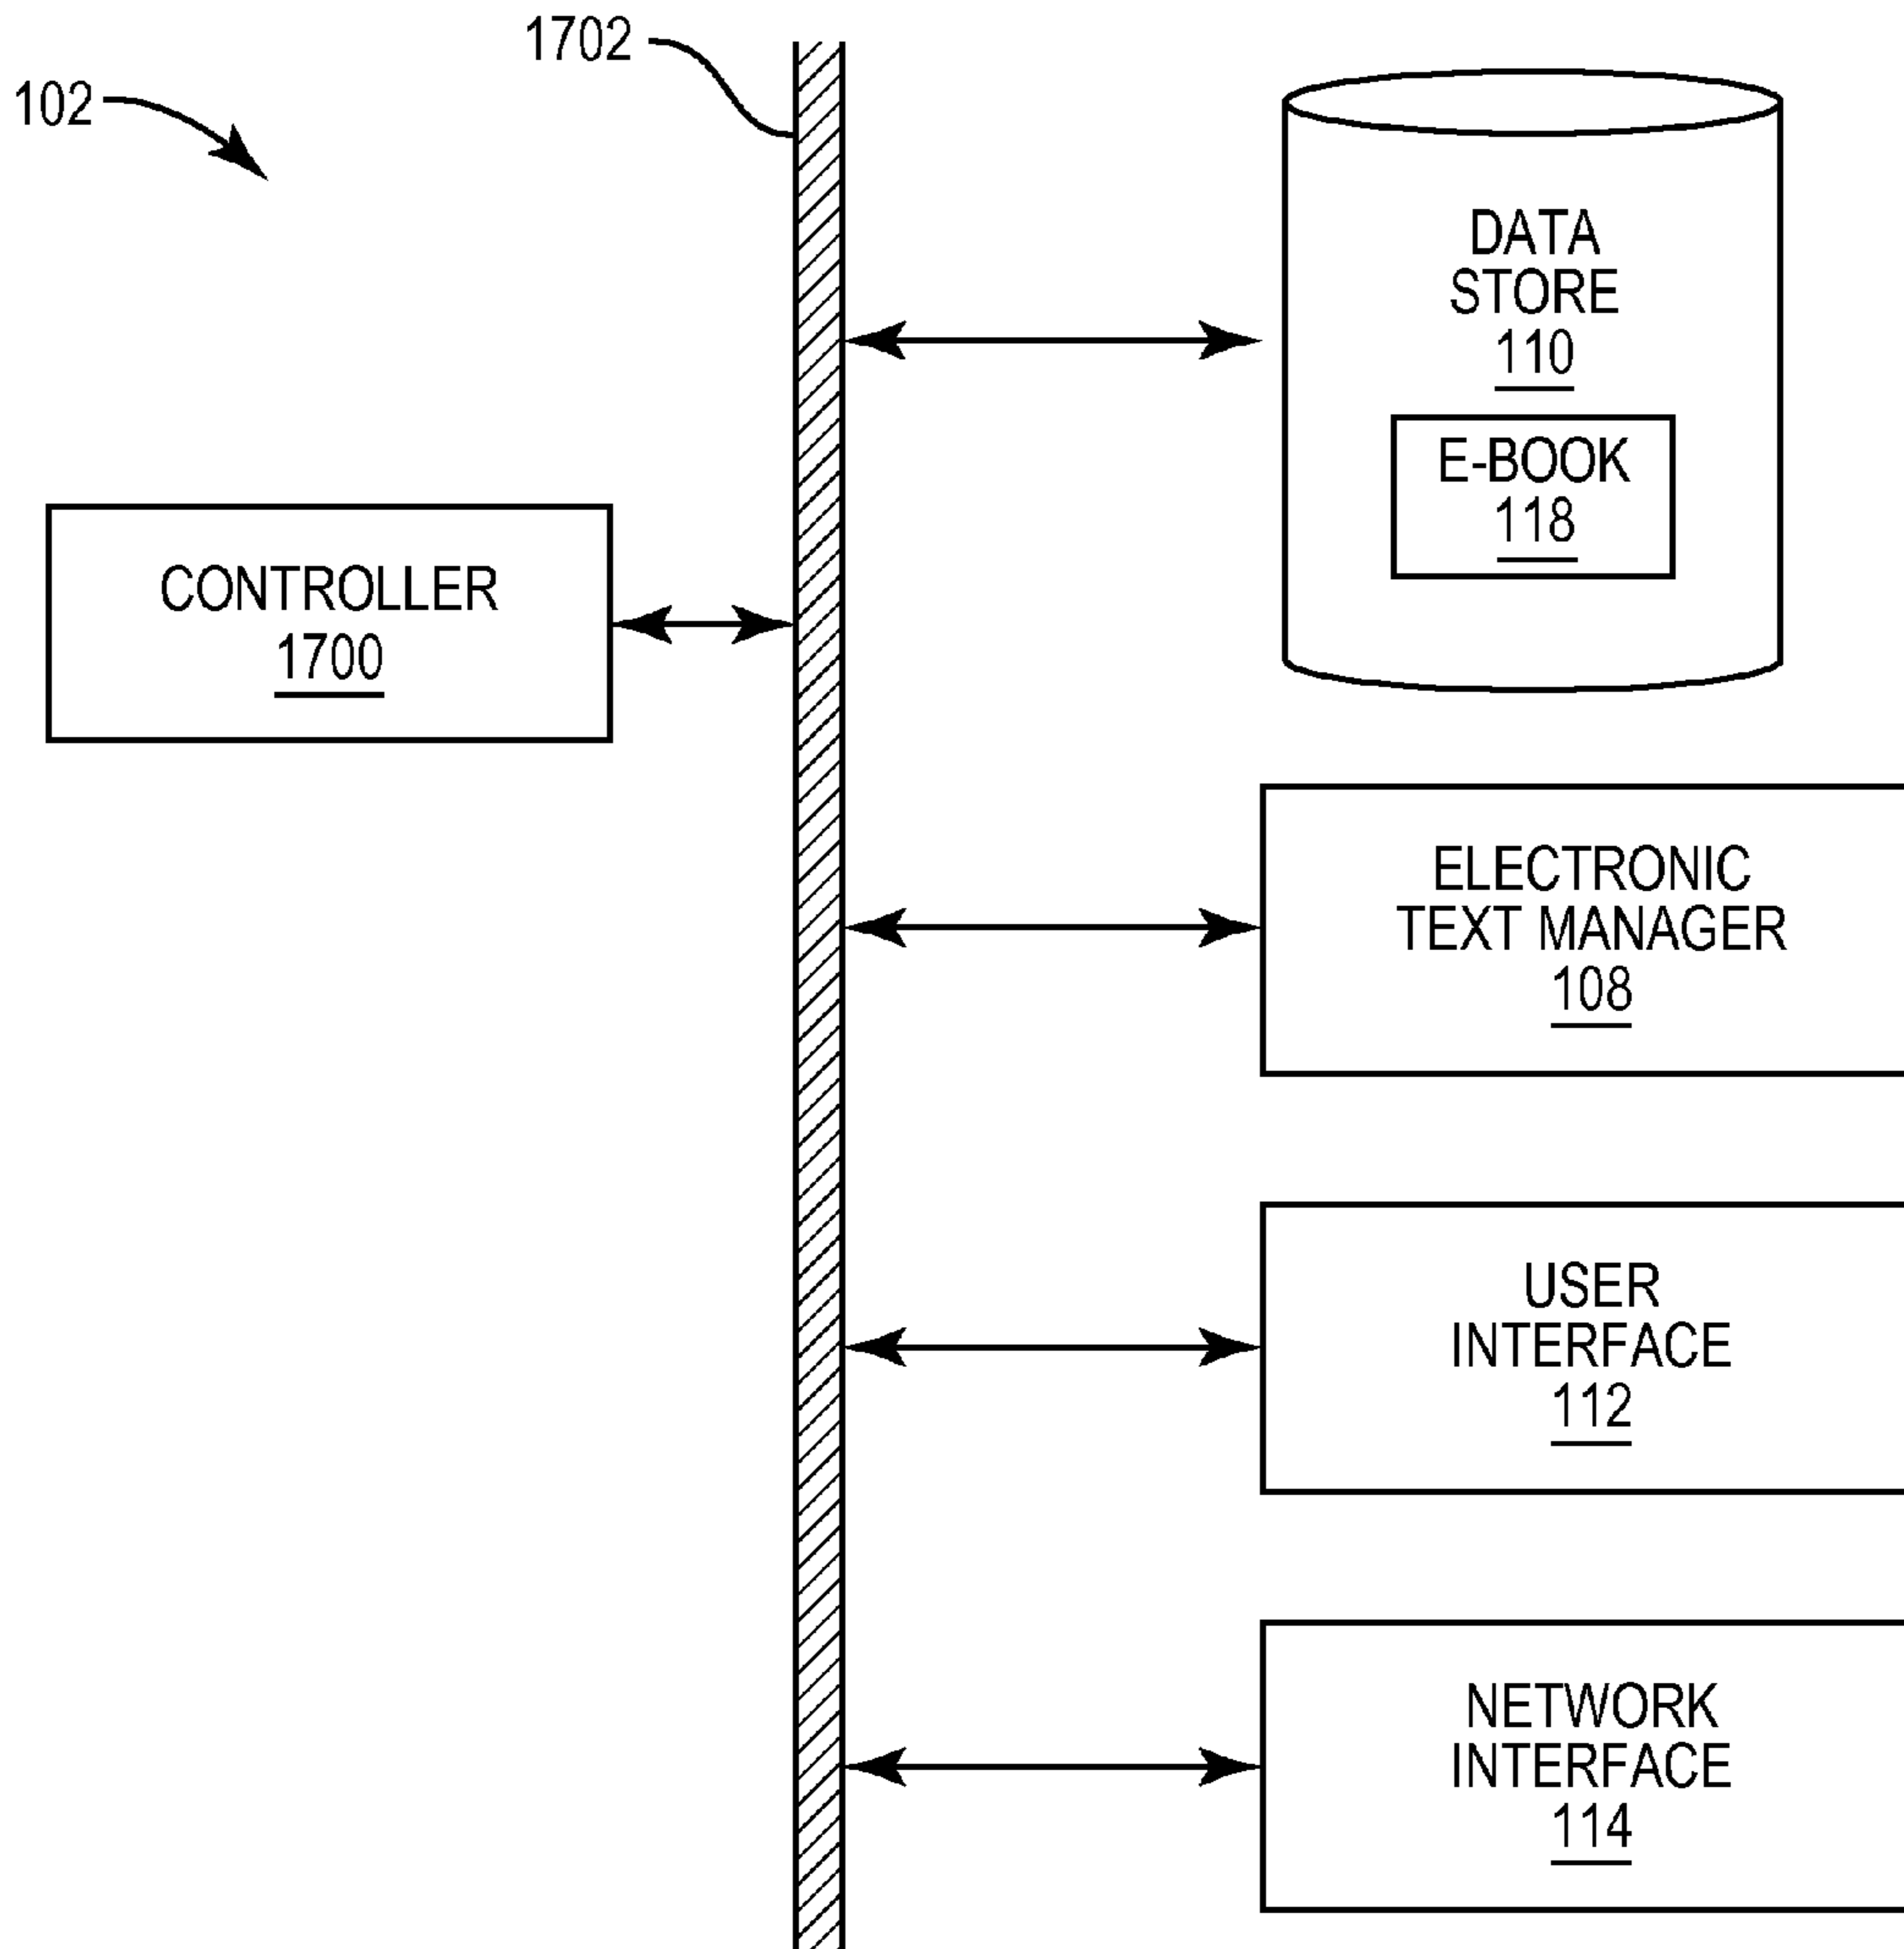 1702
102
DATA
STORE
110
E-BOOK
118
CONTROLLER
1700
ELECTRONIC
TEXT MANAGER
108
USER
INTERFACE
112
NETWORK
INTERFACE
114